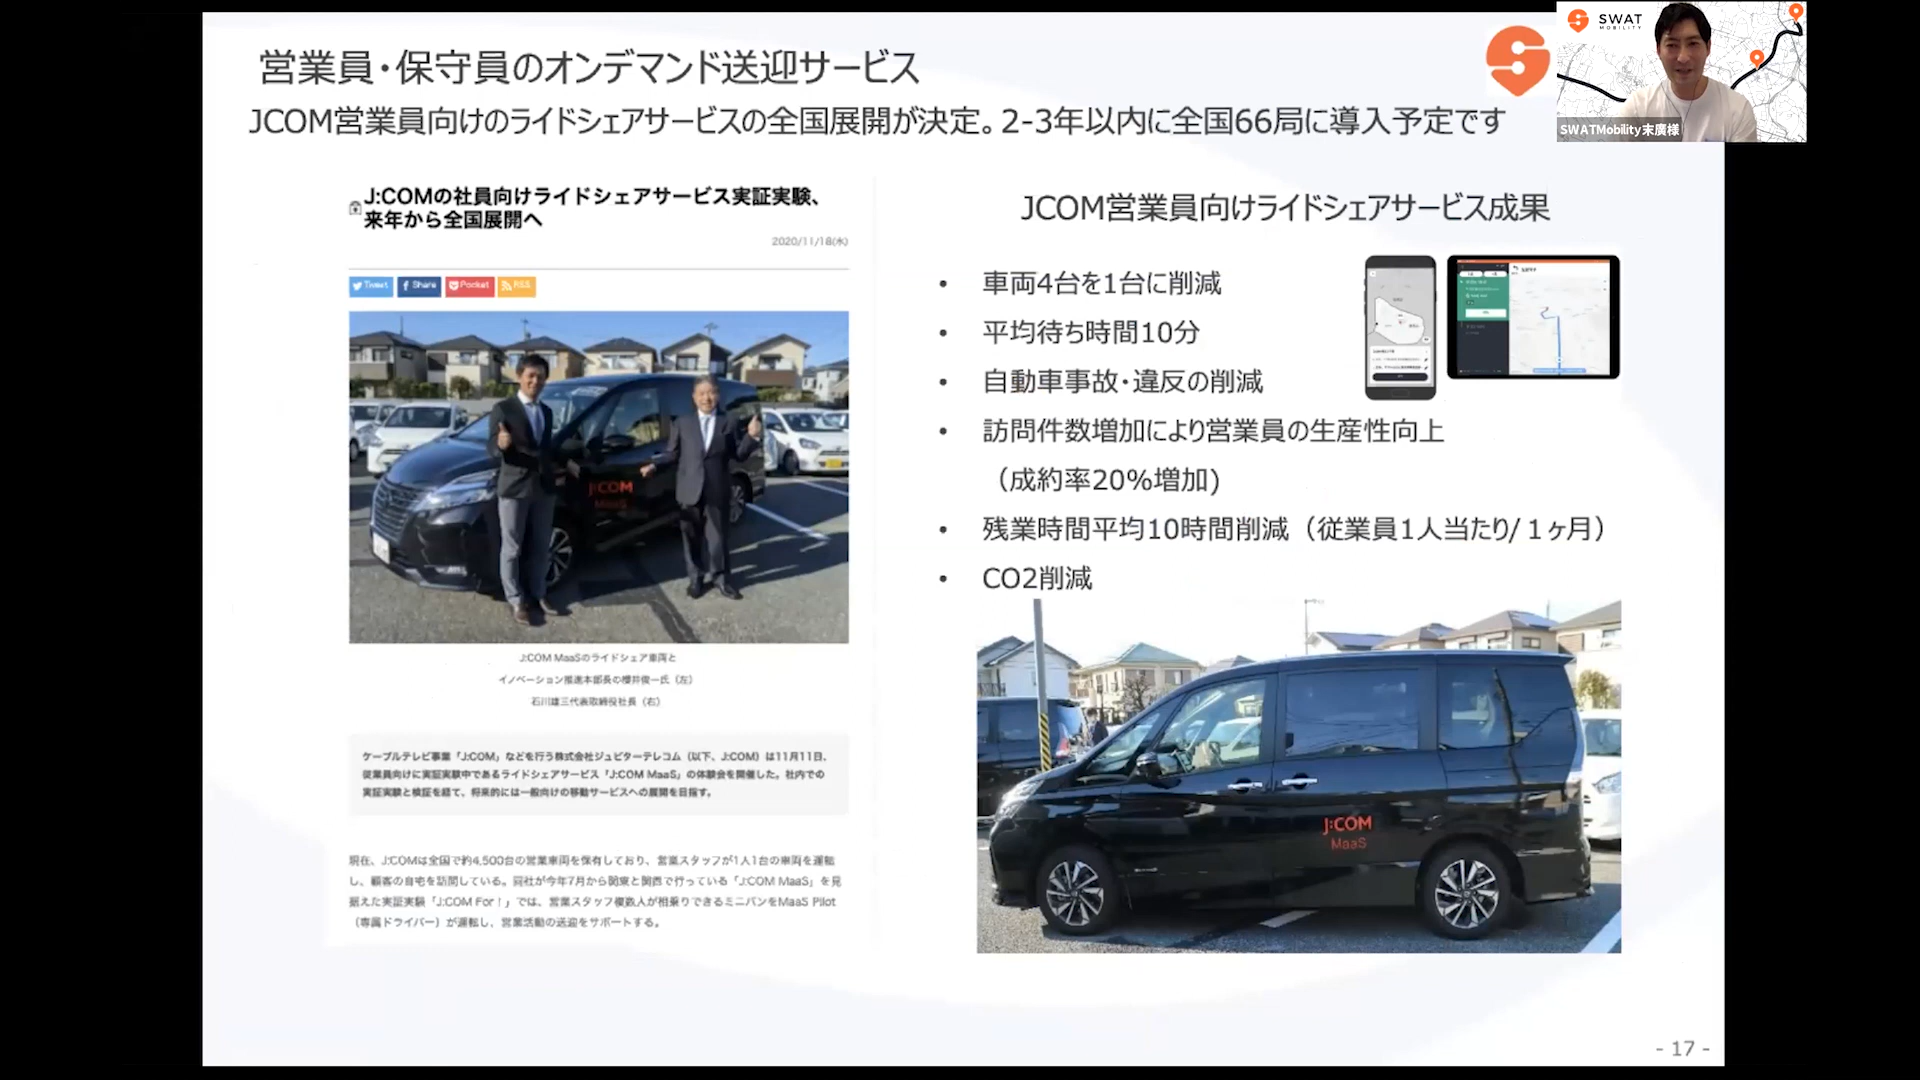 営業員・保守員のオンデマンド送迎サービス
JCOM営業員向けのライドシェアサービスの全国展開が決定。2-3年以内に全国66局に導入予定です
SWAT
MOBILITY
SWATMobility末廣様
J:COMの社員向けライドシェアサービス実証実験、
来年から全国展開へ
2020/11/18(水)
Tweet
Share
Pocket
RSS
J:COM
MaaS
J:COM MaaSのライドシェア車両と
イノベーション推進本部長の櫻井俊一氏（左）
石川雄三代表取締役社長（右）
ケーブルテレビ事業「J:COM」などを行う株式会社ジュピターテレコム（以下、J:COM）は11月11日、
従業員向けに実証実験中であるライドシェアサービス「J:COM MaaS」の体験会を開催した。社内での
実証実験と検証を経て、将来的には一般向けの移動サービスへの展開を目指す。
現在、J:COMは全国で約4,500台の営業車両を保有しており、営業スタッフが1人1台の車両を運転
し、顧客の自宅を訪問している。同社が今年7月から関東と関西で行っている「J:COM MaaS」を見
据えた実証実験「J:COM For！」では、営業スタッフ複数人が相乗りできるミニバンをMaaS Pilot
（専属ドライバー）が運転し、営業活動の送迎をサポートする。
JCOM営業員向けライドシェアサービス成果
• 車両4台を1台に削減
• 平均待ち時間10分
• 自動車事故・違反の削減
• 訪問件数増加により営業員の生産性向上
（成約率20%増加)
• 残業時間平均10時間削減（従業員1人当たり/１ヶ月）
• CO2削減
J:COM
MaaS
- 17 -